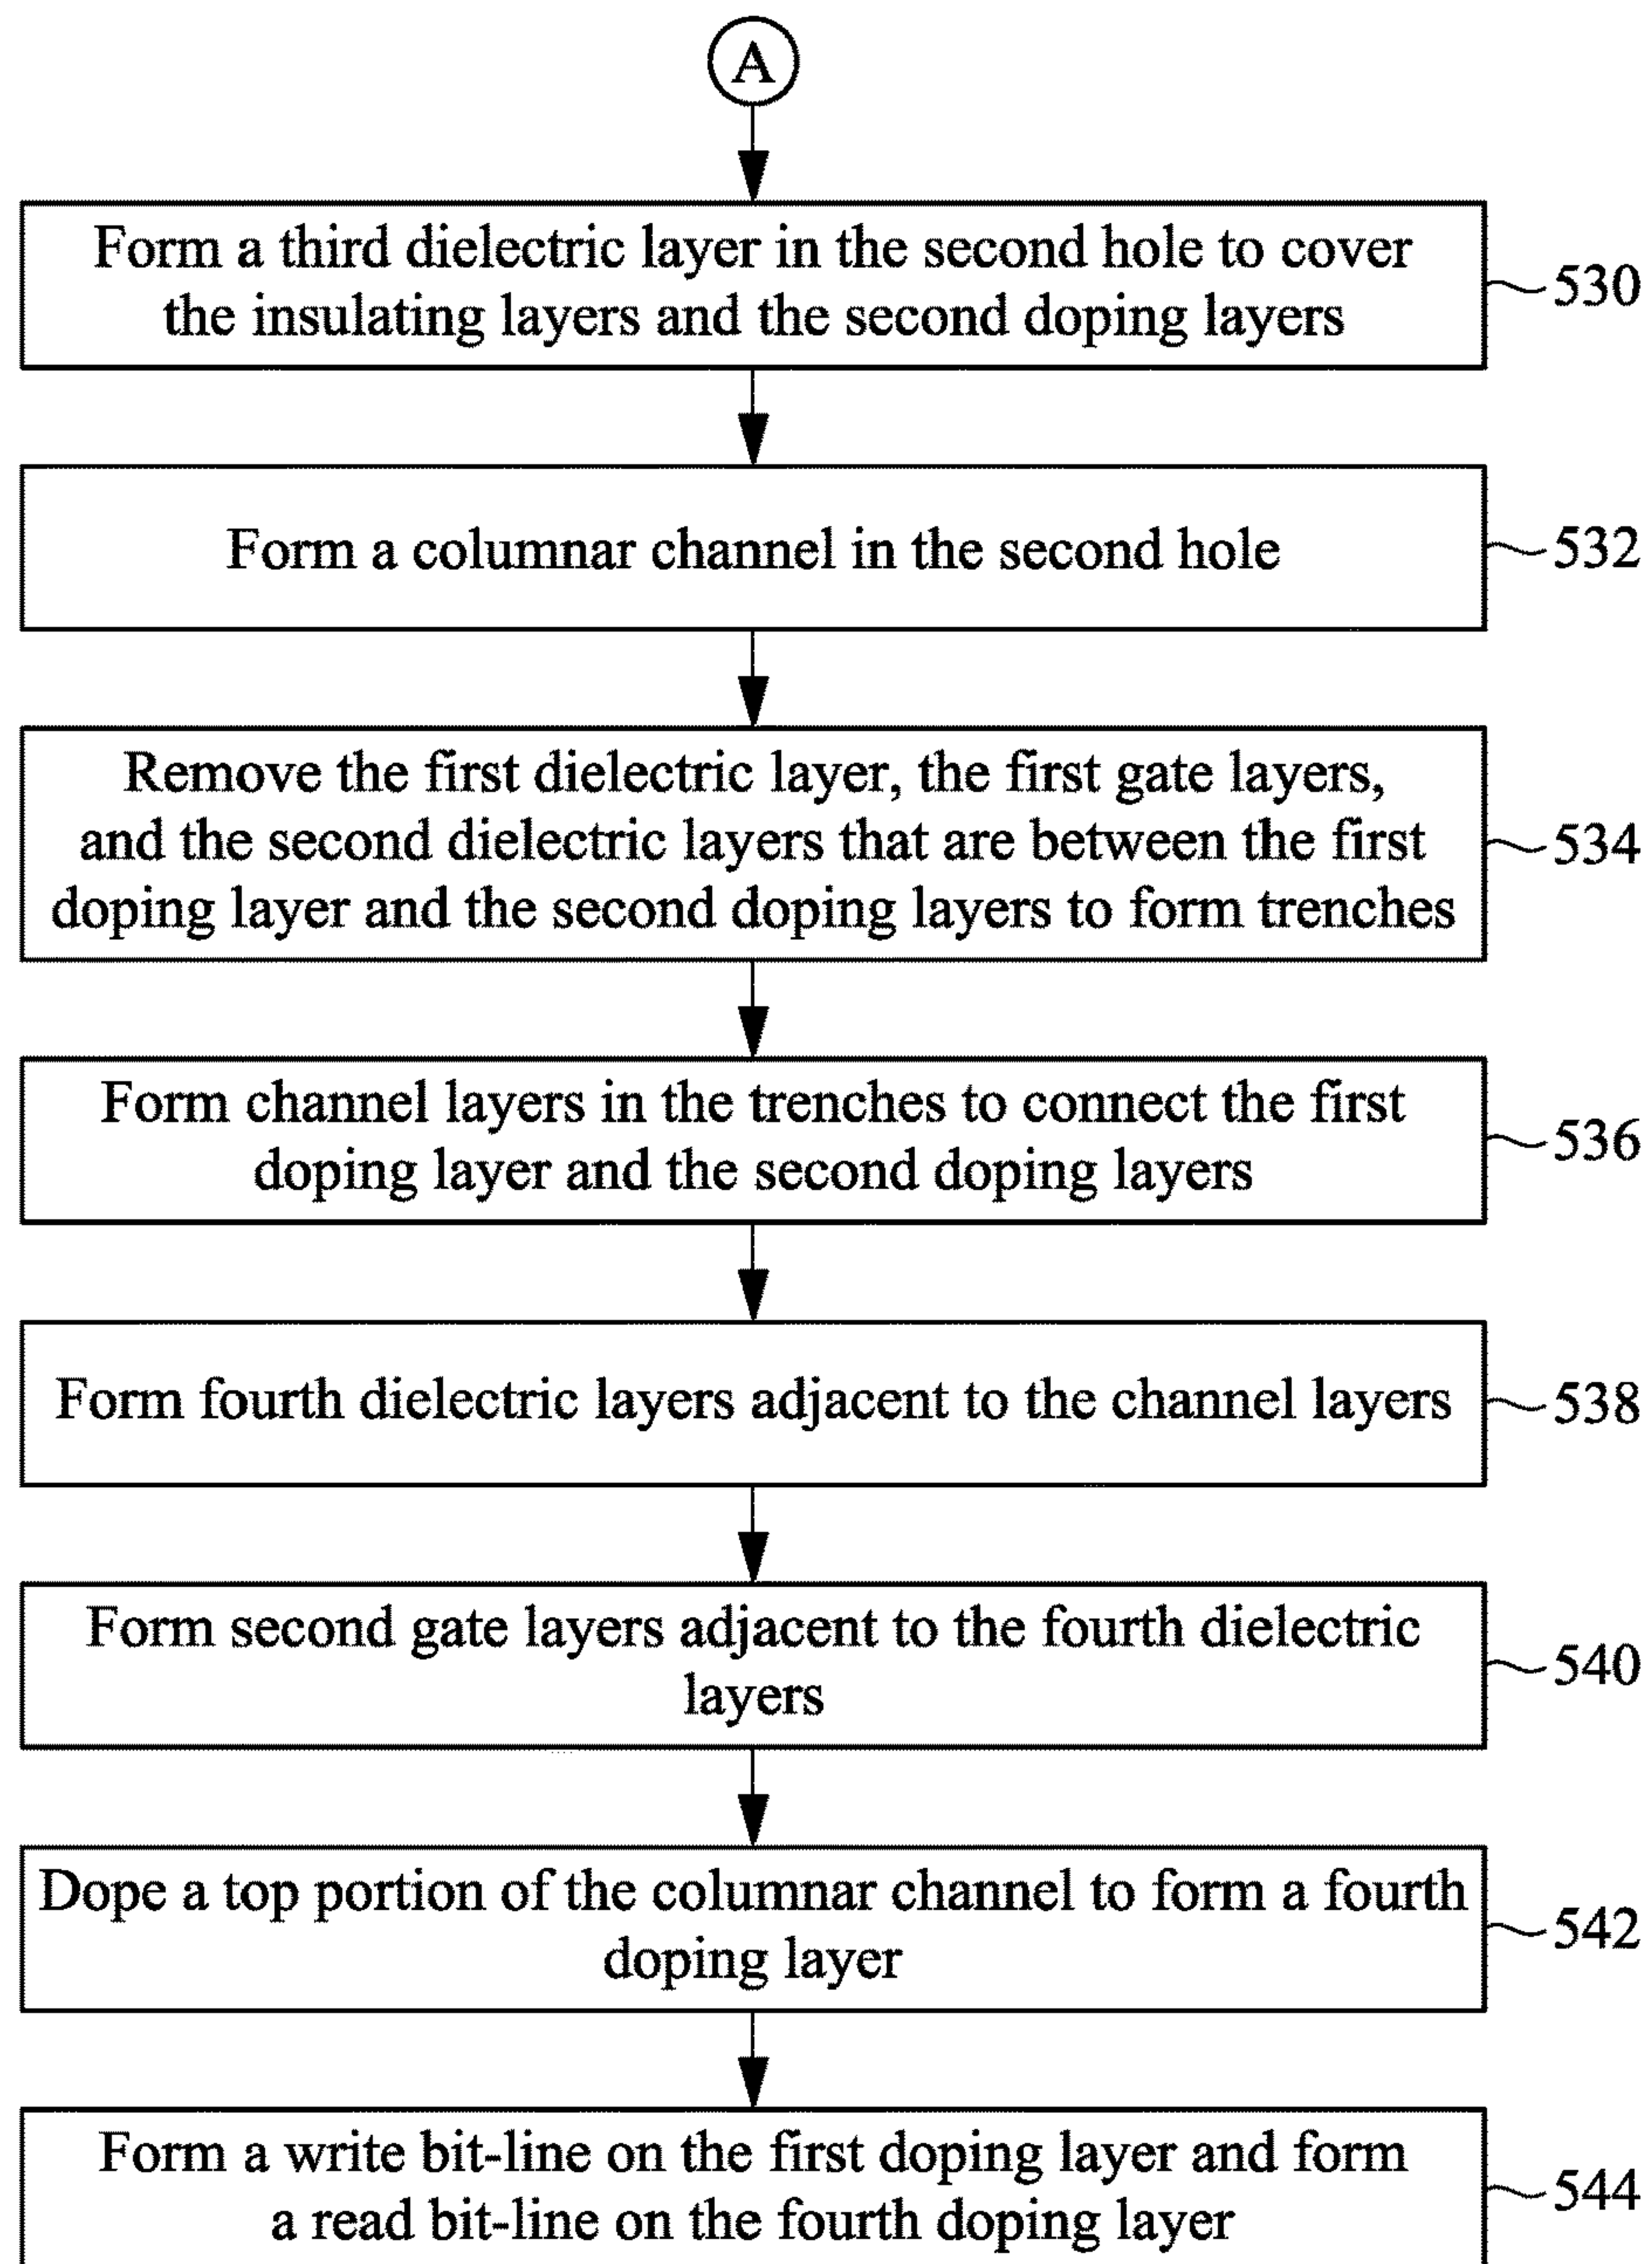 A
Form a third dielectric layer in the second hole to cover
the insulating layers and the second doping layers
530
Form a columnar channel in the second hole
532
Remove the first dielectric layer, the first gate layers,
and the second dielectric layers that are between the first
doping layer and the second doping layers to form trenches
534
Form channel layers in the trenches to connect the first
doping layer and the second doping layers
536
Form fourth dielectric layers adjacent to the channel layers
538
Form second gate layers adjacent to the fourth dielectric
layers
540
Dope a top portion of the columnar channel to form a fourth
doping layer
542
Form a write bit-line on the first doping layer and form
a read bit-line on the fourth doping layer
544